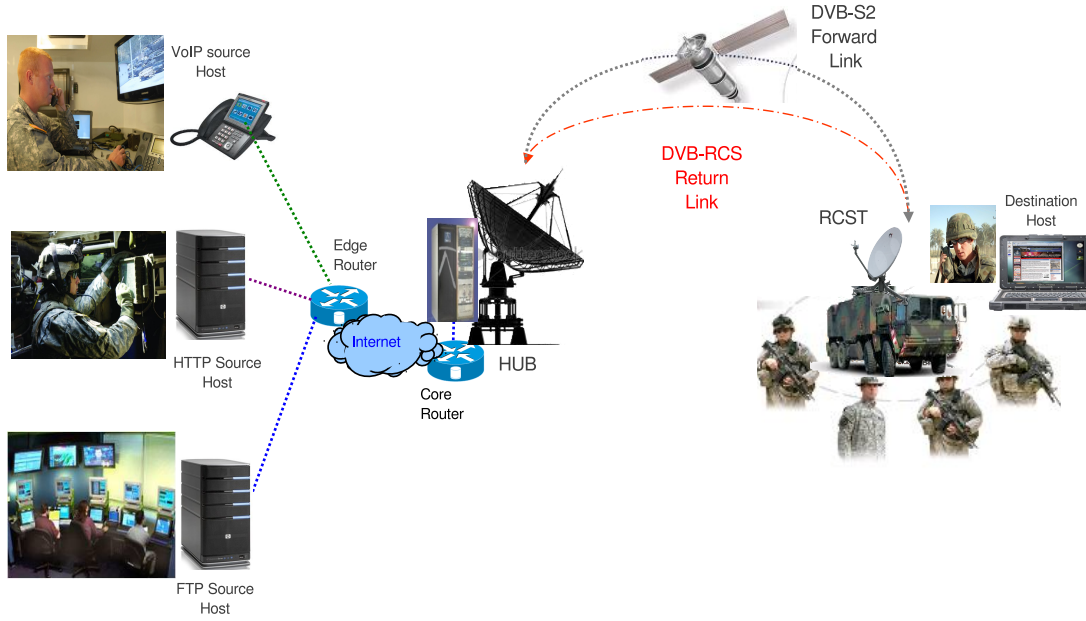 VoIP source
Host
DVB-S2
Forward
Link
DVB-RCS
Return
Link
RCST
Destination
Host
Edge
Router
Internet
HUB
Core
Router
HTTP Source
Host
FTP Source
Host